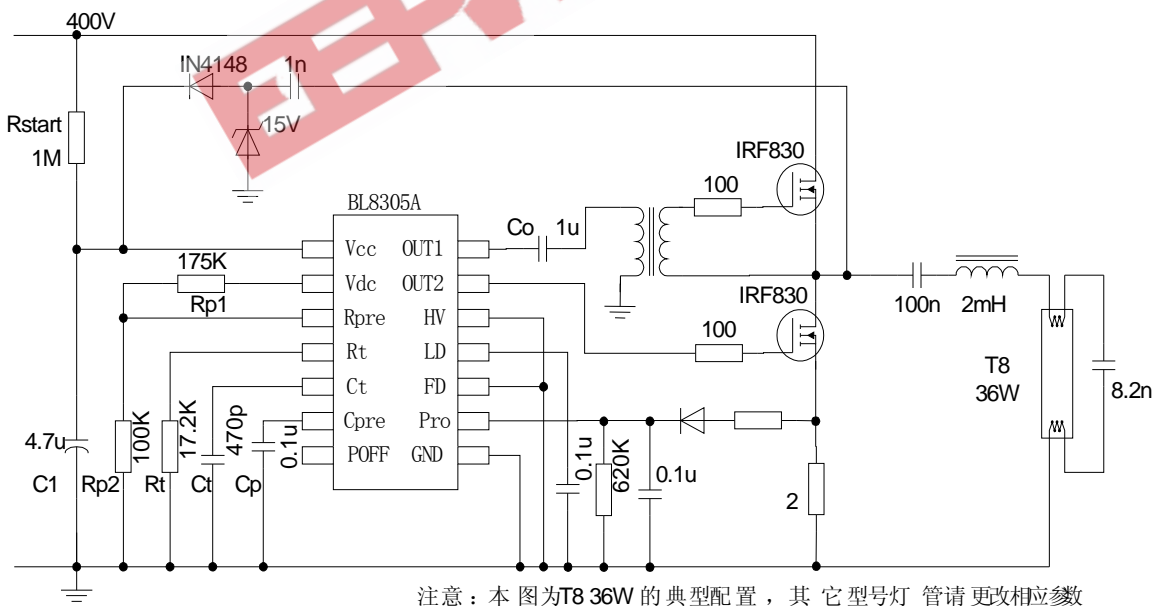 400V
IN4148
1n
Rstart
1M
15V
IRF830
100
BL8305A
Co
1u
Vcc
OUT1
175K
Rp1
Vdc
OUT2
Rpre
HV
Rt
LD
Ct
FD
Cpre
Pro
POFF
GND
IRF830
100
100n
2mH
T8
36W
8.2n
4.7u
C1
100K
Rp2
17.2K
Rt
470p
Ct
0.1u
Cp
0.1u
620K
0.1u
2
注意：本图为T8 36W 的典型配置，其它型号灯管请更改相应参数